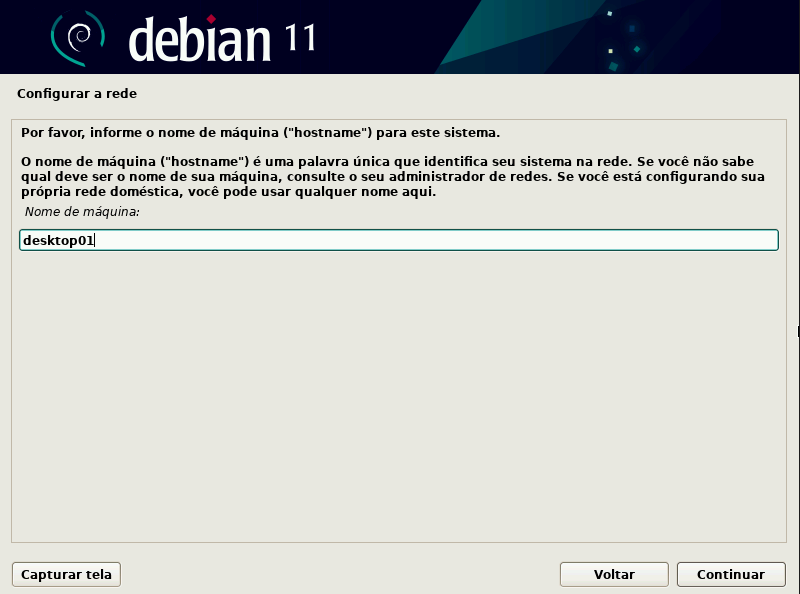 debian 11
Configurar a rede
Por favor, informe o nome de máquina ("hostname") para este sistema.
O nome de máquina ("hostname") é uma palavra única que identifica seu sistema na rede. Se você não sabe
qual deve ser o nome de sua máquina, consulte o seu administrador de redes. Se você está configurando sua
própria rede doméstica, você pode usar qualquer nome aqui.
Nome de máquina:
desktop01
Capturar tela
Voltar
Continuar